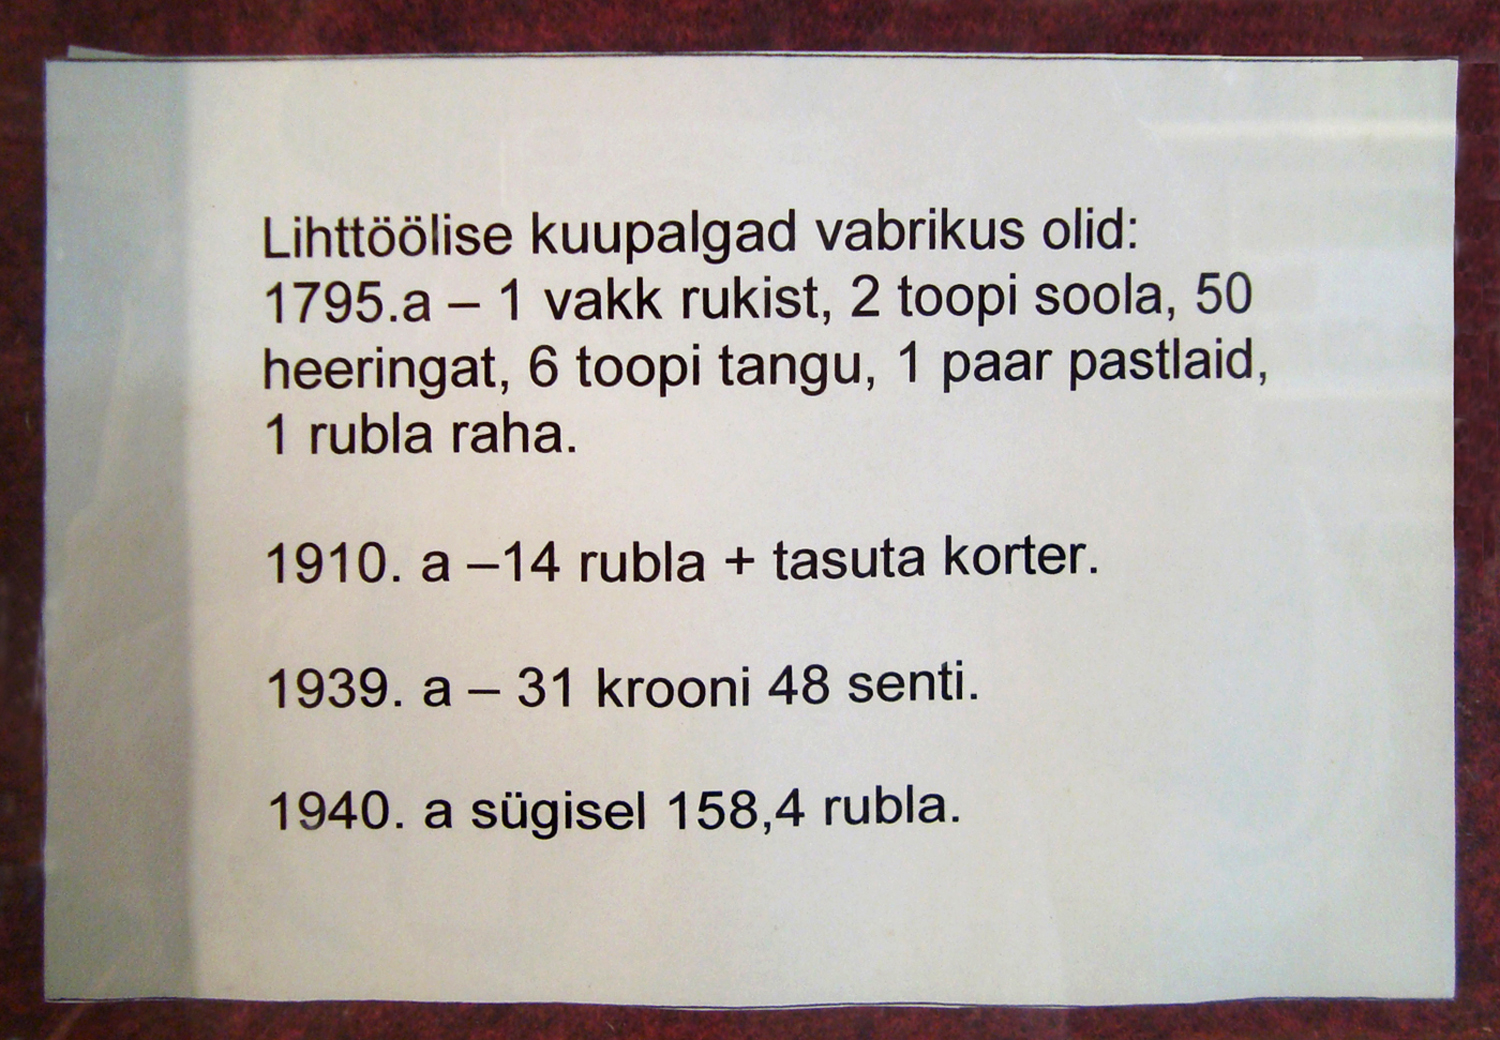 Lihttöölise kuupalgad vabrikus olid:
1795.a – 1 vakk rukist, 2 toopi soola, 50
heeringat, 6 toopi tangu, 1 paar pastlaid,
1 rubla raha.
1910. a –14 rubla + tasuta korter.
1939. a – 31 krooni 48 senti.
1940. a sügisel 158,4 rubla.